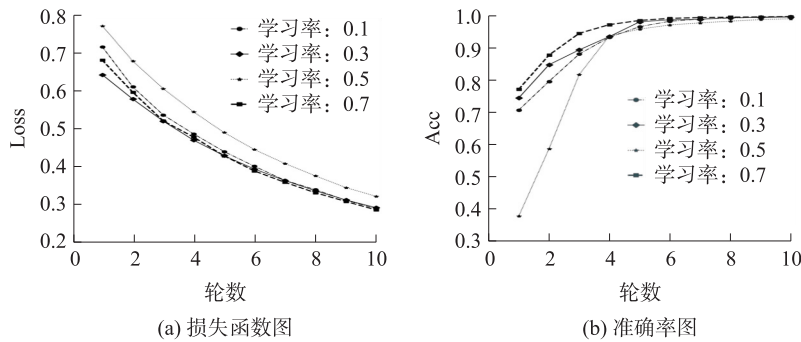 0.8
0.7
0.6
0.5
0.4
0.3
0.2
Loss
0 2 4 6 8 10
轮数
学习率：0.1
学习率：0.3
学习率：0.5
学习率：0.7
(a) 损失函数图
1.0
0.9
0.8
0.7
0.6
0.5
0.4
0.3
Acc
0 2 4 6 8 10
轮数
学习率：0.1
学习率：0.3
学习率：0.5
学习率：0.7
(b) 准确率图